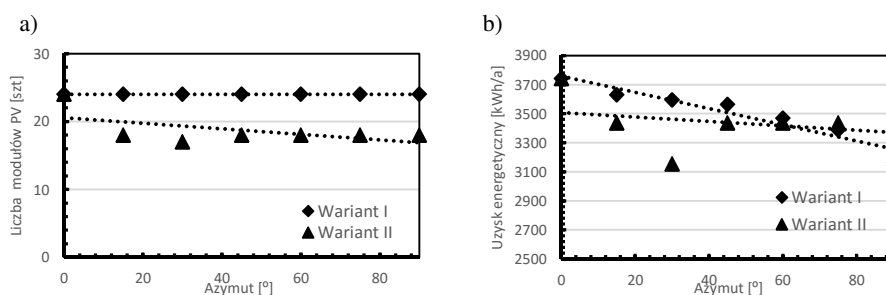 a)
Liczba modułów PV [szt]
30
20
10
0
0
20
40
60
80
Azymut [º]
Wariant I
Wariant II
b)
Uzysk energetyczny [kWh/a]
3900
3700
3500
3300
3100
2900
2700
2500
0
20
40
60
80
Azymut [º]
Wariant I
Wariant II